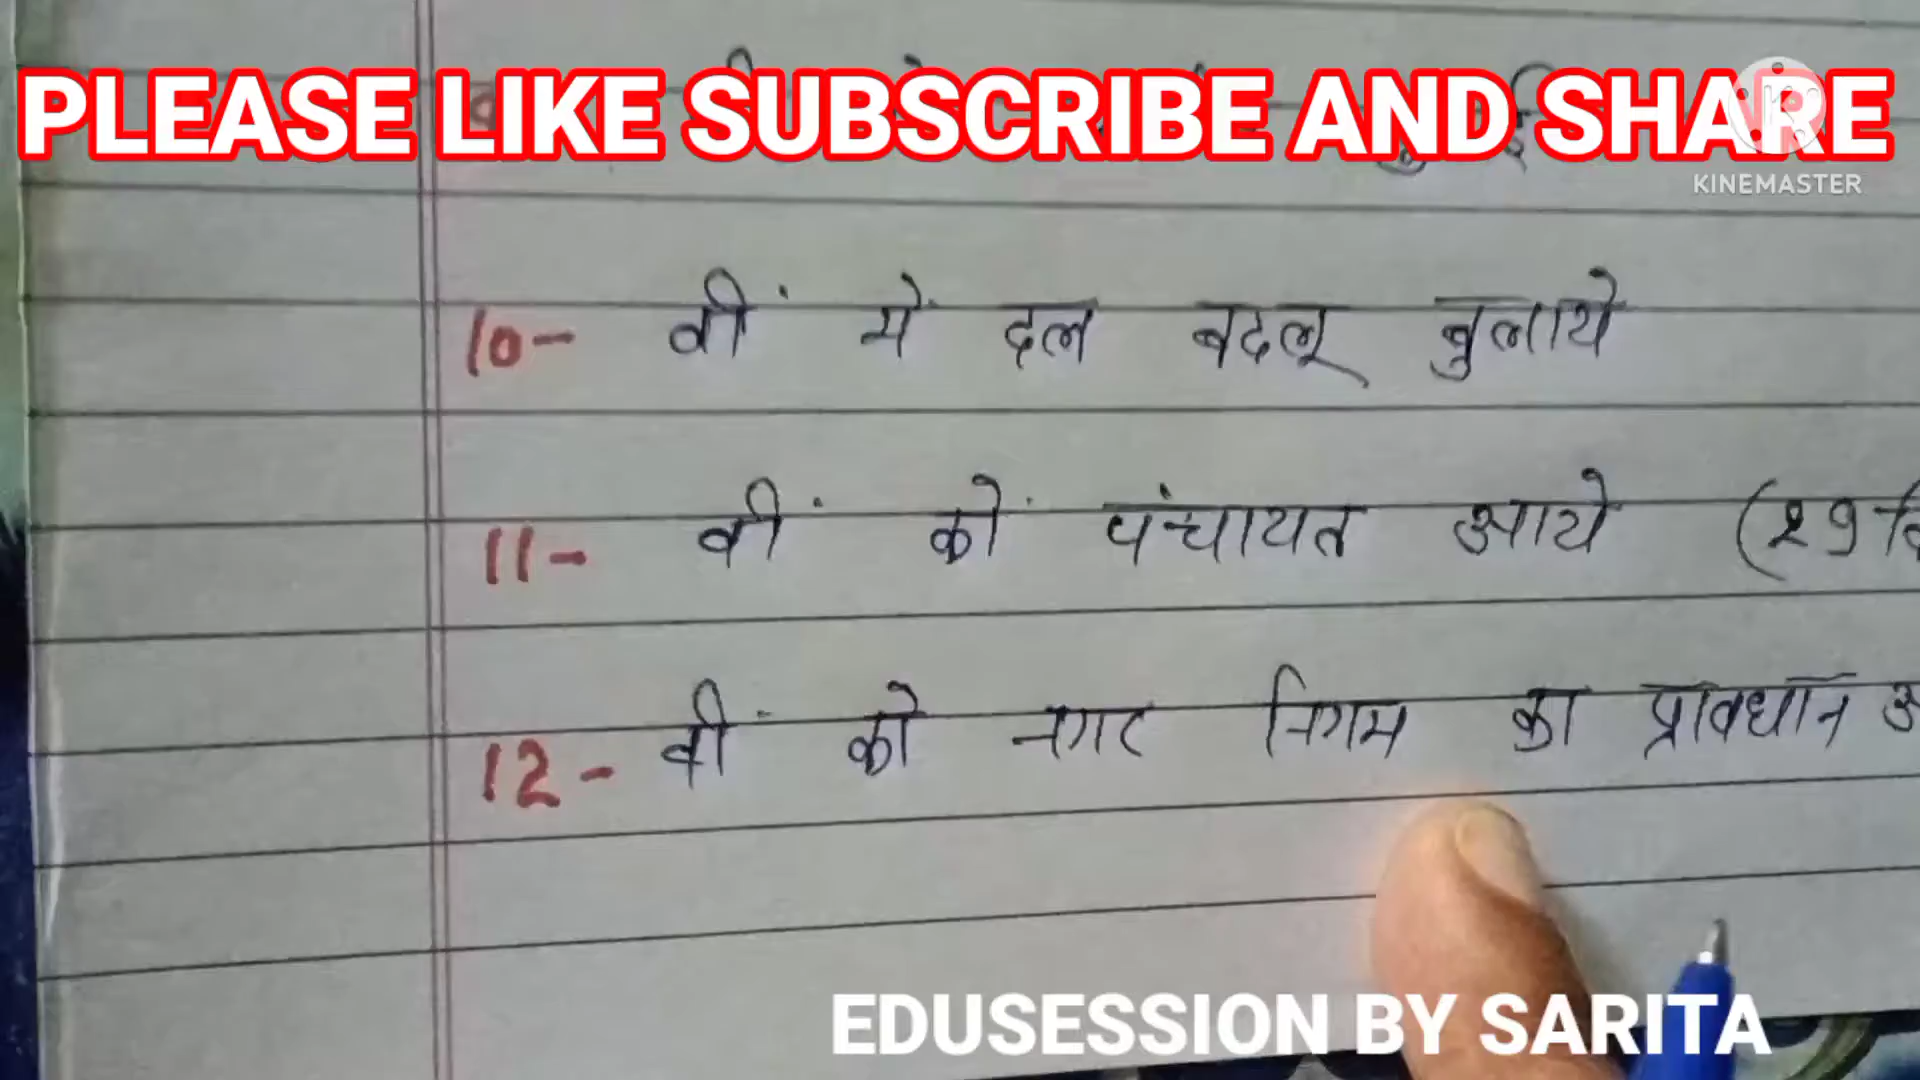 PLEASE LIKE SUBSCRIBE AND SHARE
KINEMASTER
10- वीं में दल बदलू बुलाये
11- वीं को पंचायत आये (29 वि
12- वीं को नगर निगम का प्रावधान
EDUSESSION BY SARITA